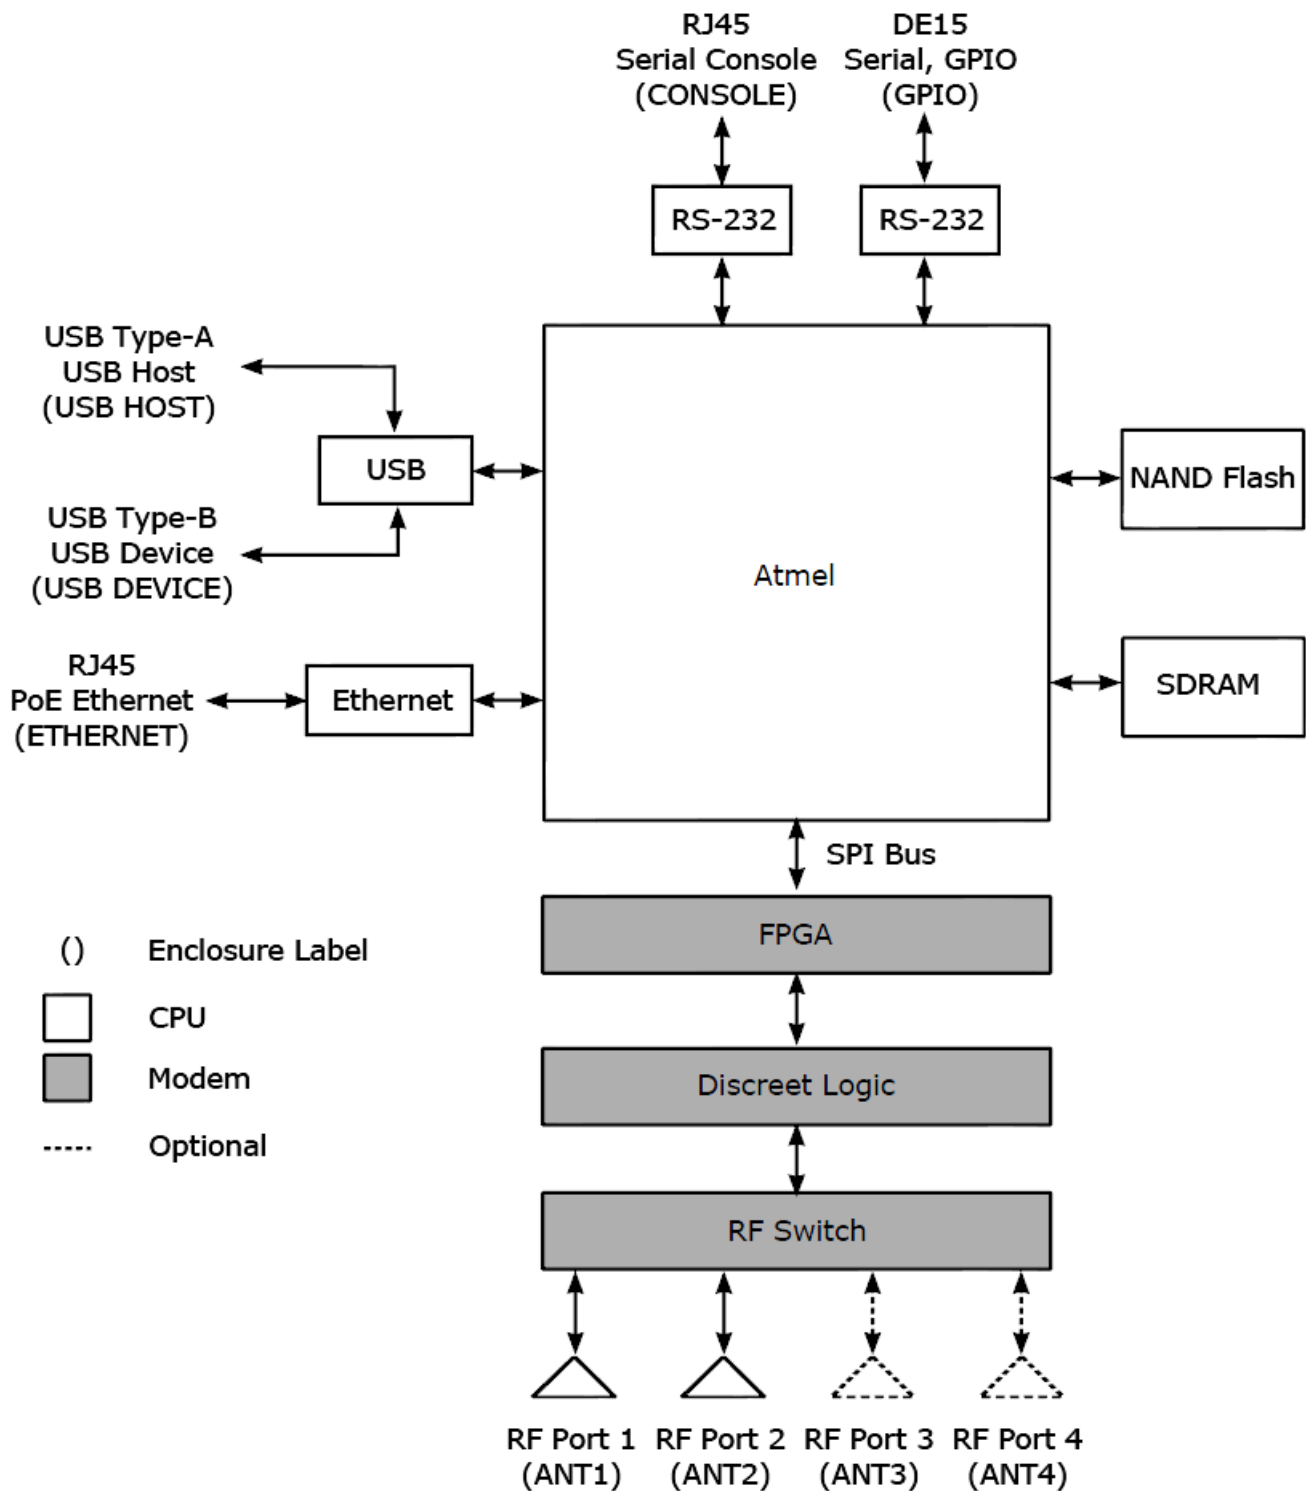 RJ45
Serial Console
(CONSOLE)
DE15
Serial, GPIO
(GPIO)
RS-232
RS-232
USB Type-A
USB Host
(USB HOST)
USB
USB Type-B
USB Device
(USB DEVICE)
NAND Flash
Atmel
RJ45
PoE Ethernet
(ETHERNET)
Ethernet
SDRAM
SPI Bus
FPGA
() Enclosure Label
CPU
Modem
Optional
Discreet Logic
RF Switch
RF Port 1
(ANT1)
RF Port 2
(ANT2)
RF Port 3
(ANT3)
RF Port 4
(ANT4)